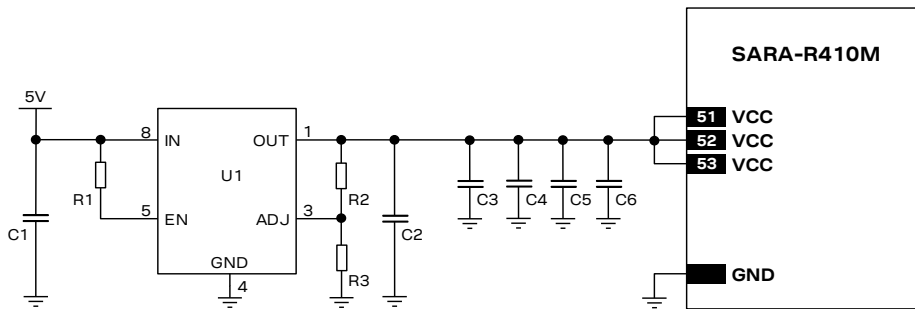 SARA-R410M
5V
51 VCC
52 VCC
53 VCC
8 IN
OUT 1
U1
R1
R2
C3
C4
C5
C6
5 EN
ADJ 3
C1
C2
GND
4
R3
GND